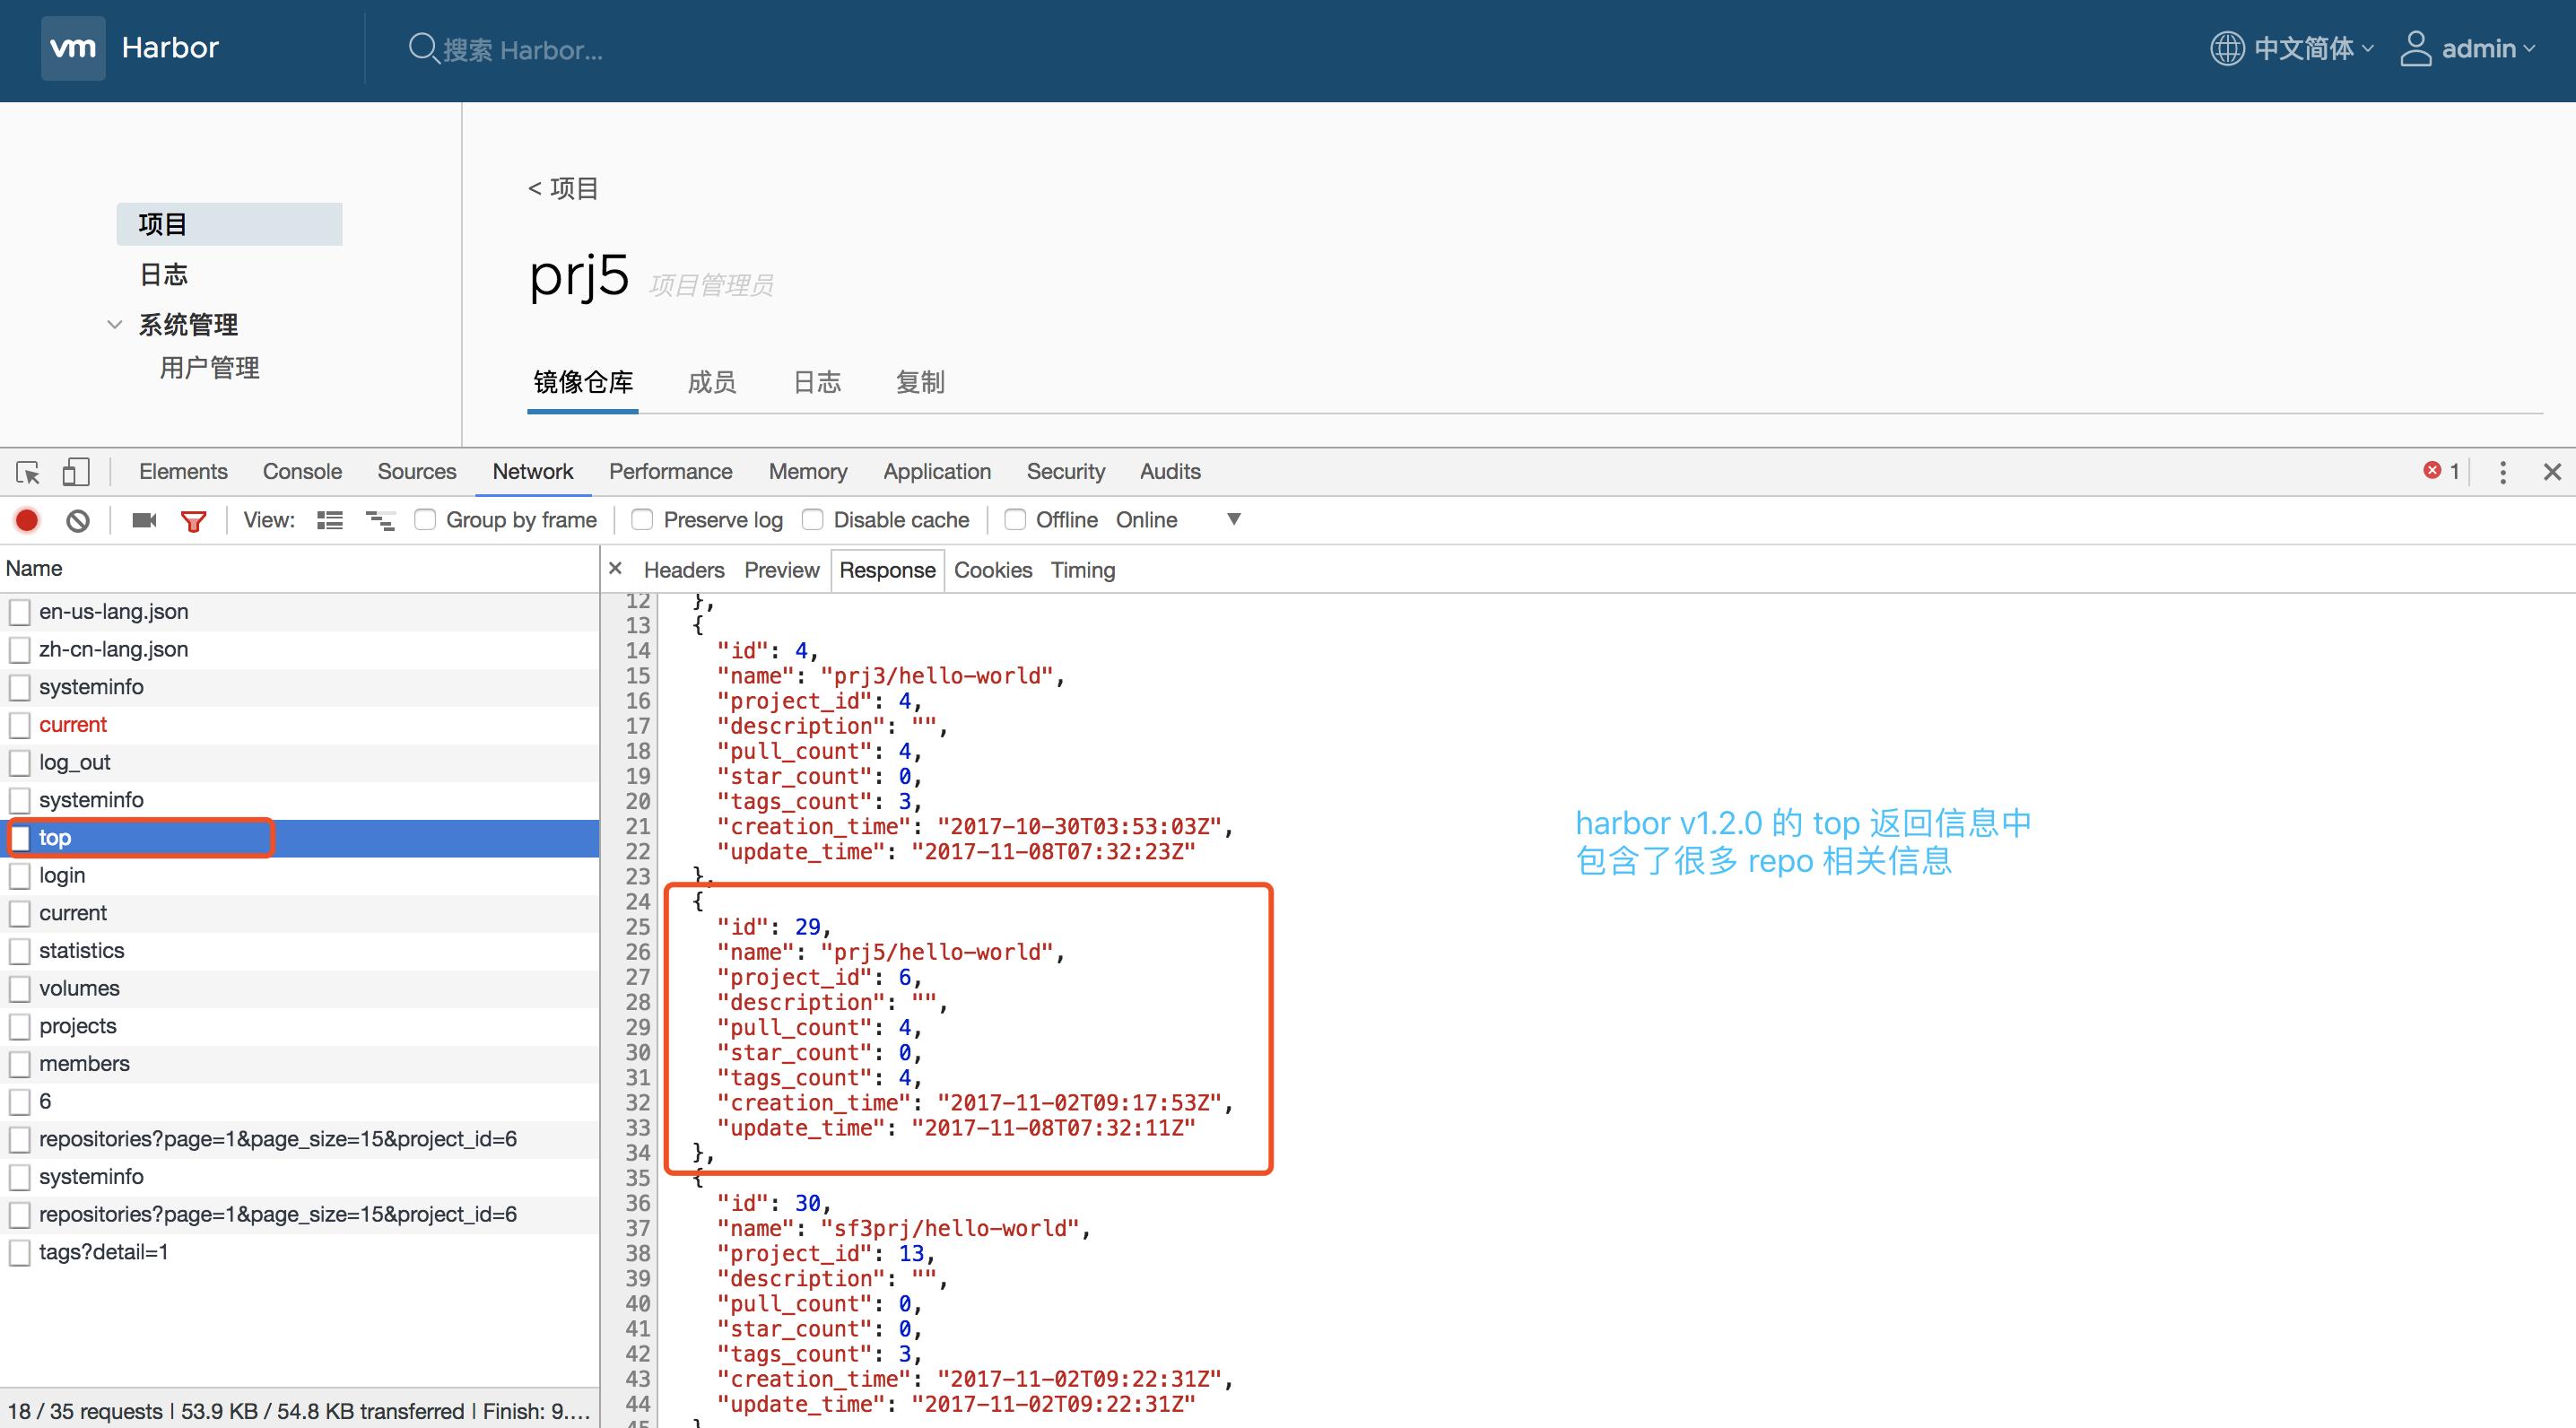 vm Harbor
搜索 Harbor...
中文简体
admin
项目
日志
系统管理
用户管理
< 项目
prj5 项目管理员
镜像仓库 成员 日志 复制
Elements Console Sources Network Performance Memory Application Security Audits
1
View: Group by frame Preserve log Disable cache Offline Online
Name
en-us-lang.json
zh-cn-lang.json
systeminfo
current
log_out
systeminfo
top
login
current
statistics
volumes
projects
members
6
repositories?page=1&page_size=15&project_id=6
systeminfo
repositories?page=1&page_size=15&project_id=6
tags?detail=1
18 / 35 requests | 53.9 KB / 54.8 KB transferred | Finish: 9....
× Headers Preview Response Cookies Timing
12 },
13 {
14 "id": 4,
15 "name": "prj3/hello-world",
16 "project_id": 4,
17 "description": "",
18 "pull_count": 4,
19 "star_count": 0,
20 "tags_count": 3,
21 "creation_time": "2017-10-30T03:53:03Z",
22 "update_time": "2017-11-08T07:32:23Z"
23 },
24 {
25 "id": 29,
26 "name": "prj5/hello-world",
27 "project_id": 6,
28 "description": "",
29 "pull_count": 4,
30 "star_count": 0,
31 "tags_count": 4,
32 "creation_time": "2017-11-02T09:17:53Z",
33 "update_time": "2017-11-08T07:32:11Z"
34 },
35 {
36 "id": 30,
37 "name": "sf3prj/hello-world",
38 "project_id": 13,
39 "description": "",
40 "pull_count": 0,
41 "star_count": 0,
42 "tags_count": 3,
43 "creation_time": "2017-11-02T09:22:31Z",
44 "update_time": "2017-11-02T09:22:31Z"
harbor v1.2.0 的 top 返回信息中
包含了很多 repo 相关信息